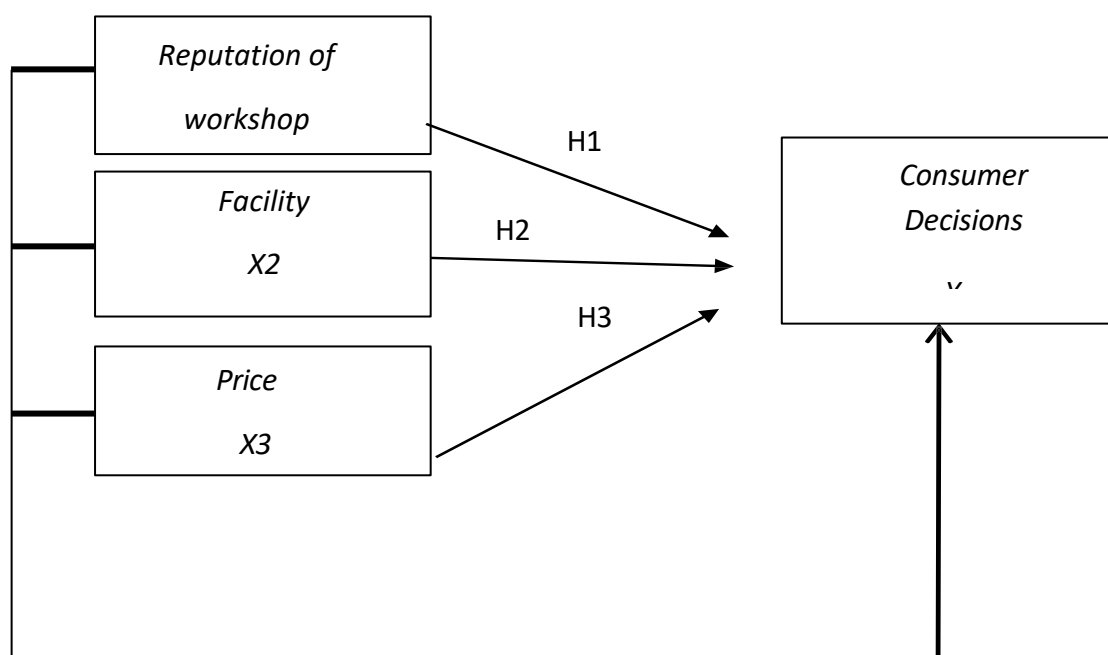 Reputation of
workshop
H1
Facility
X2
H2
Price
X3
H3
Consumer
Decisions